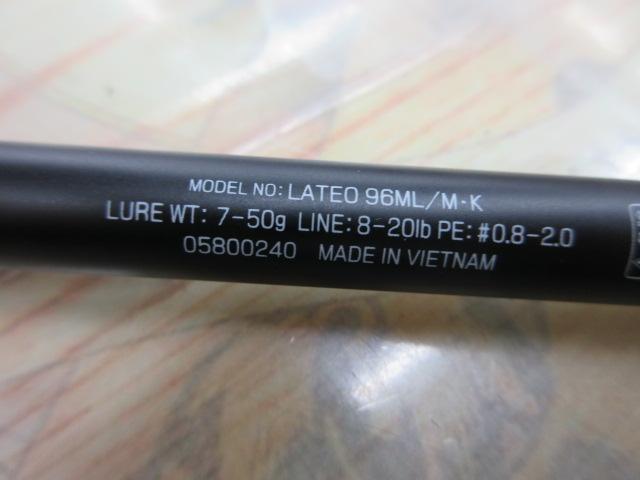 MODEL NO: LATEO 96ML/M·K
LURE WT: 7-50g LINE: 8-20lb PE: #0.8-2.0
05800240 MADE IN VIETNAM